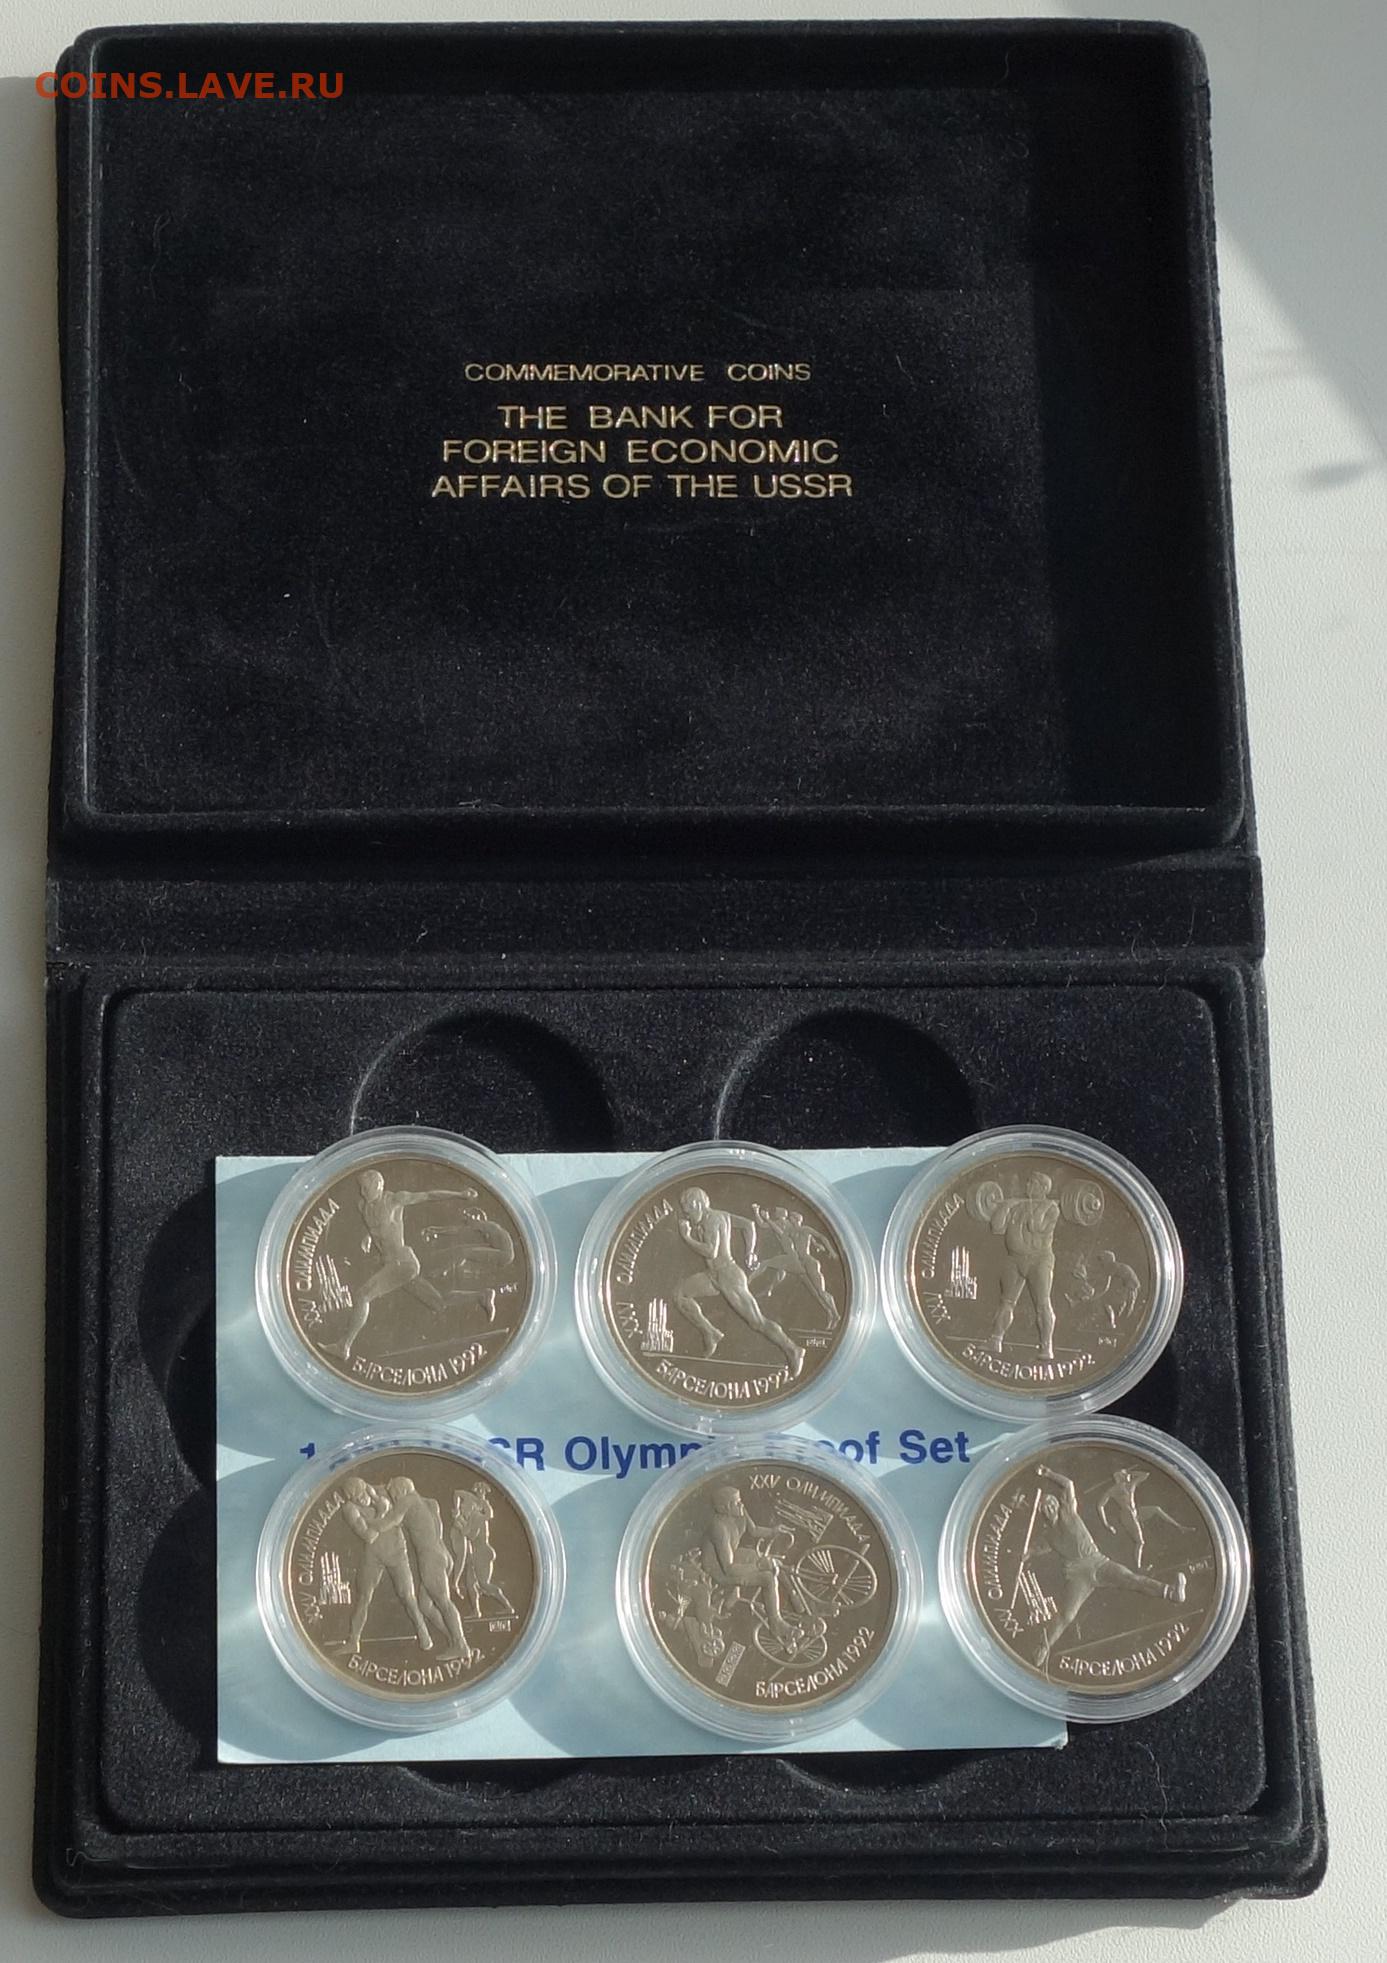 COINS.LAVE.RU
COMMEMORATIVE COINS
THE BANK FOR
FOREIGN ECONOMIC
AFFAIRS OF THE USSR
XXV ОЛИМПИАДА
БАРСЕЛОНА 1992
XXV ОЛИМПИАДА
БАРСЕЛОНА 1992
XXV ОЛИМПИАДА
БАРСЕЛОНА 1992
Olympic Proof Set
XXV ОЛИМПИАДА
БАРСЕЛОНА 1992
XXV ОЛИМПИАДА
БАРСЕЛОНА 1992
XXV ОЛИМПИАДА
БАРСЕЛОНА 1992